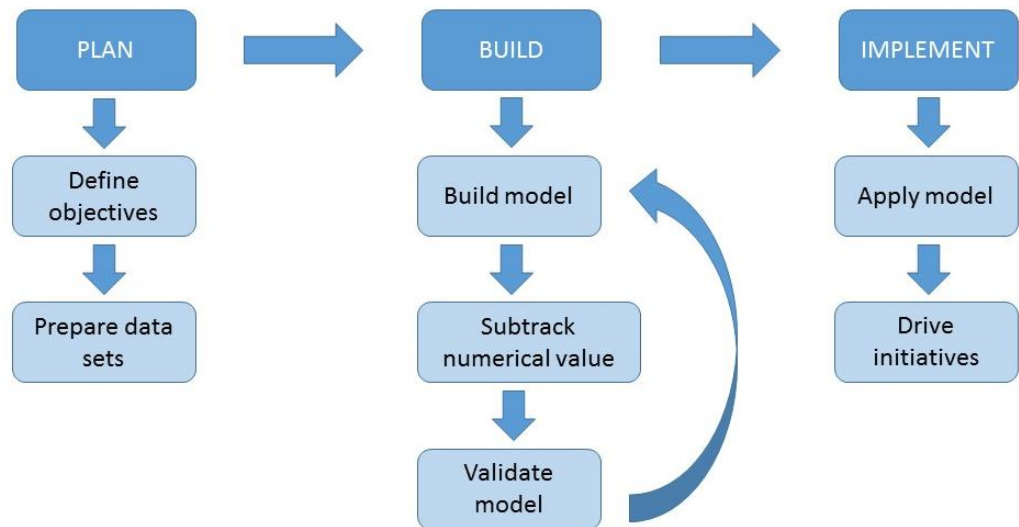 PLAN
BUILD
IMPLEMENT
Define
objectives
Build model
Apply model
Prepare data
sets
Subtrack
numerical value
Drive
initiatives
Validate
model